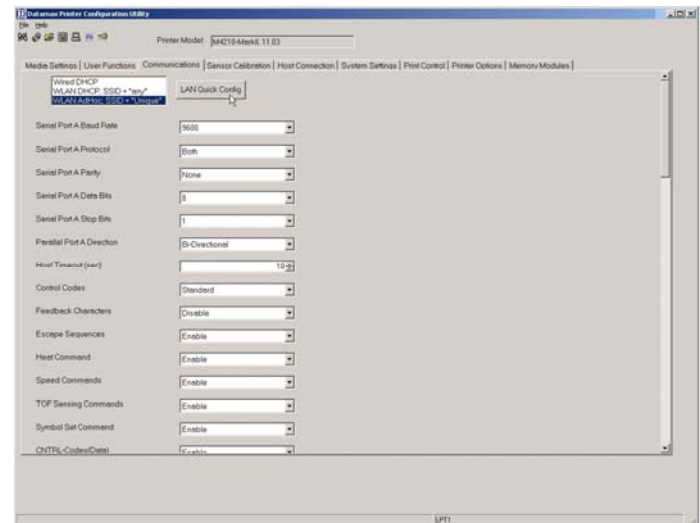 Datamax Printer Configuration Utility
File Help
Printer Model: M4210-MarkII, 11.03
Media Settings | User Functions | Communications | Sensor Calibration | Host Connection | System Settings | Print Control | Printer Options | Memory Modules |
Wired DHCP
WLAN DHCP, SSID = "any"
WLAN AdHoc, SSID = "Unique"
LAN Quick Config
Serial Port A Baud Rate 9600
Serial Port A Protocol Both
Serial Port A Parity None
Serial Port A Data Bits 8
Serial Port A Stop Bits 1
Parallel Port A Direction Bi-Directional
Host Timeout (sec) 10
Control Codes Standard
Feedback Characters Disable
Escape Sequences Enable
Heat Command Enable
Speed Commands Enable
TOF Sensing Commands Enable
Symbol Set Command Enable
CNTRL-Codes(Data) Enable
LPT1